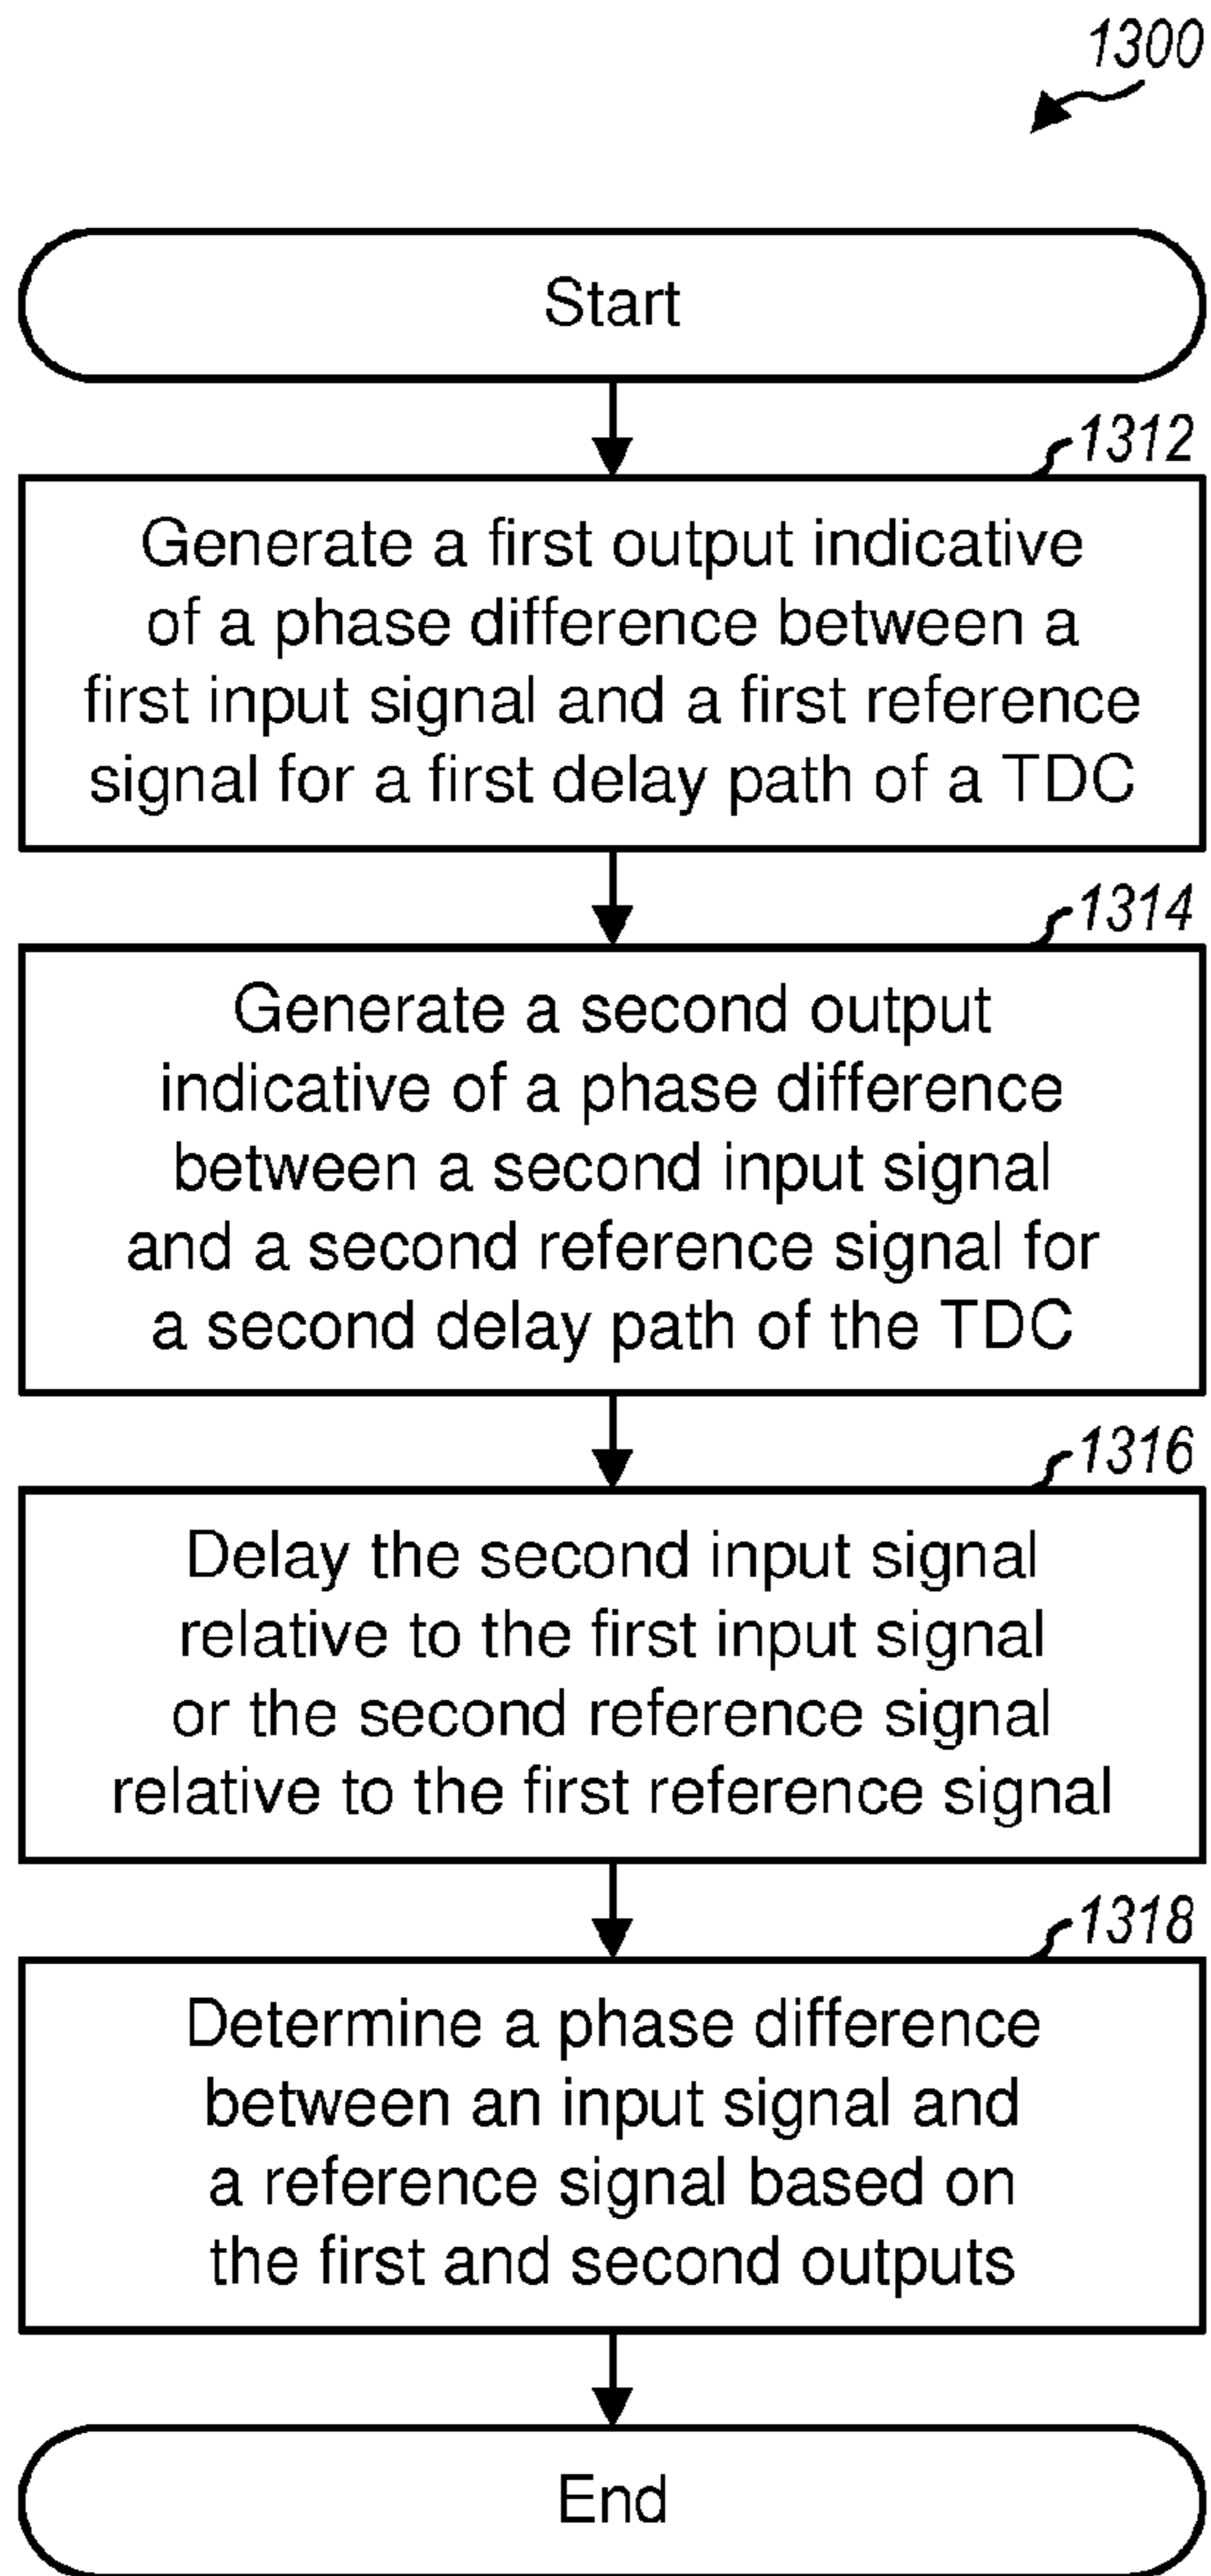 1300
Start
1312
Generate a first output indicative
of a phase difference between a
first input signal and a first reference
signal for a first delay path of a TDC
1314
Generate a second output
indicative of a phase difference
between a second input signal
and a second reference signal for
a second delay path of the TDC
1316
Delay the second input signal
relative to the first input signal
or the second reference signal
relative to the first reference signal
1318
Determine a phase difference
between an input signal and
a reference signal based on
the first and second outputs
End